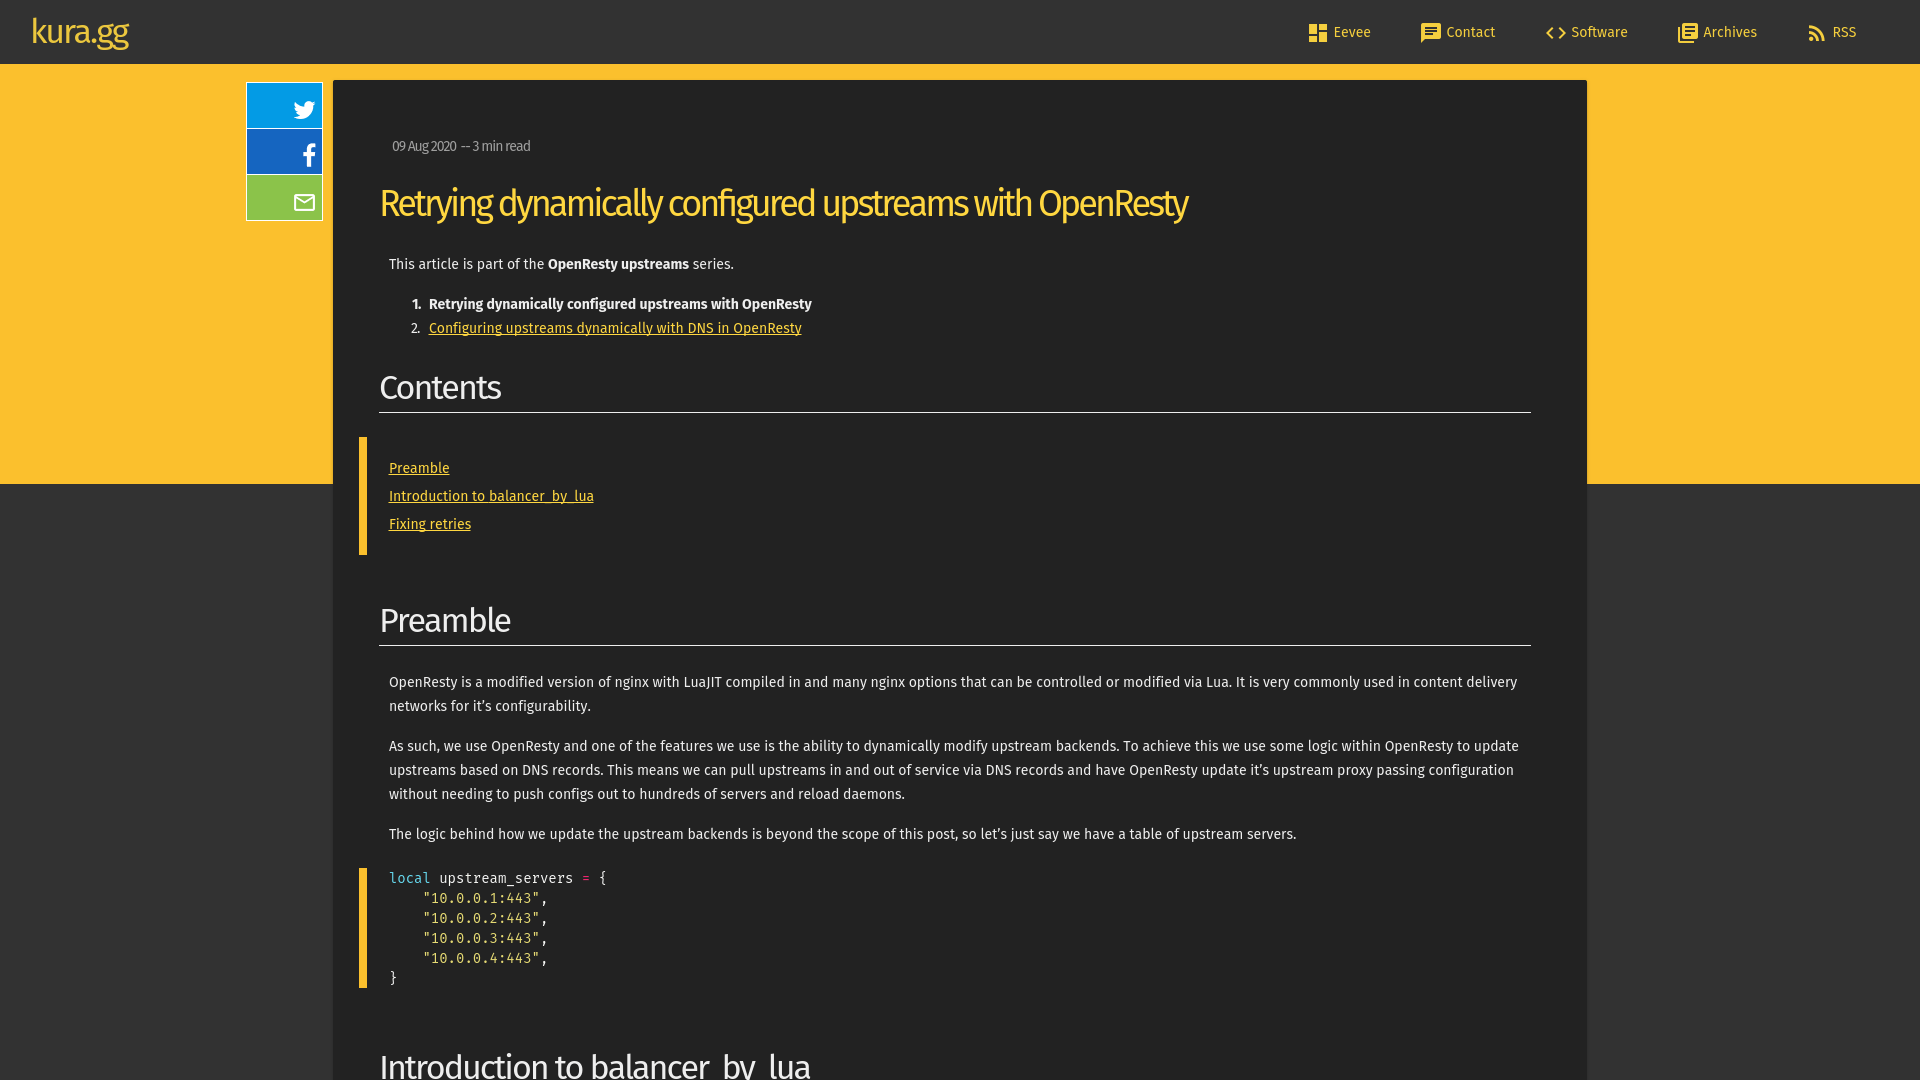 kura.gg
Eevee
Contact
Software
Archives
RSS
09 Aug 2020 -- 3 min read
Retrying dynamically configured upstreams with OpenResty
This article is part of the OpenResty upstreams series.
1. Retrying dynamically configured upstreams with OpenResty
2. Configuring upstreams dynamically with DNS in OpenResty
Contents
Preamble
Introduction to balancer_by_lua
Fixing retries
Preamble
OpenResty is a modified version of nginx with LuaJIT compiled in and many nginx options that can be controlled or modified via Lua. It is very commonly used in content delivery
networks for it’s configurability.
As such, we use OpenResty and one of the features we use is the ability to dynamically modify upstream backends. To achieve this we use some logic within OpenResty to update
upstreams based on DNS records. This means we can pull upstreams in and out of service via DNS records and have OpenResty update it’s upstream proxy passing configuration
without needing to push configs out to hundreds of servers and reload daemons.
The logic behind how we update the upstream backends is beyond the scope of this post, so let’s just say we have a table of upstream servers.
local upstream_servers = {
    "10.0.0.1:443",
    "10.0.0.2:443",
    "10.0.0.3:443",
    "10.0.0.4:443",
}
Introduction to balancer_by_lua